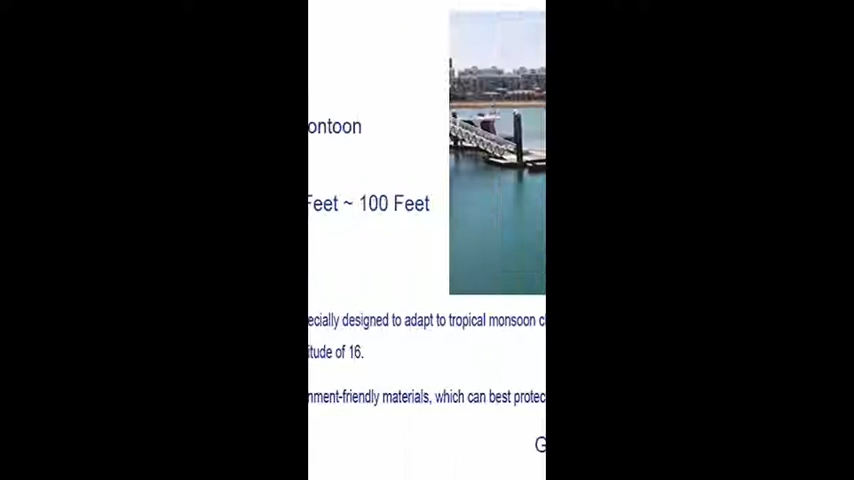 ontoon
Feet ~ 100 Feet
ecially designed to adapt to tropical monsoon c
itude of 16.
nment-friendly materials, which can best protec
G